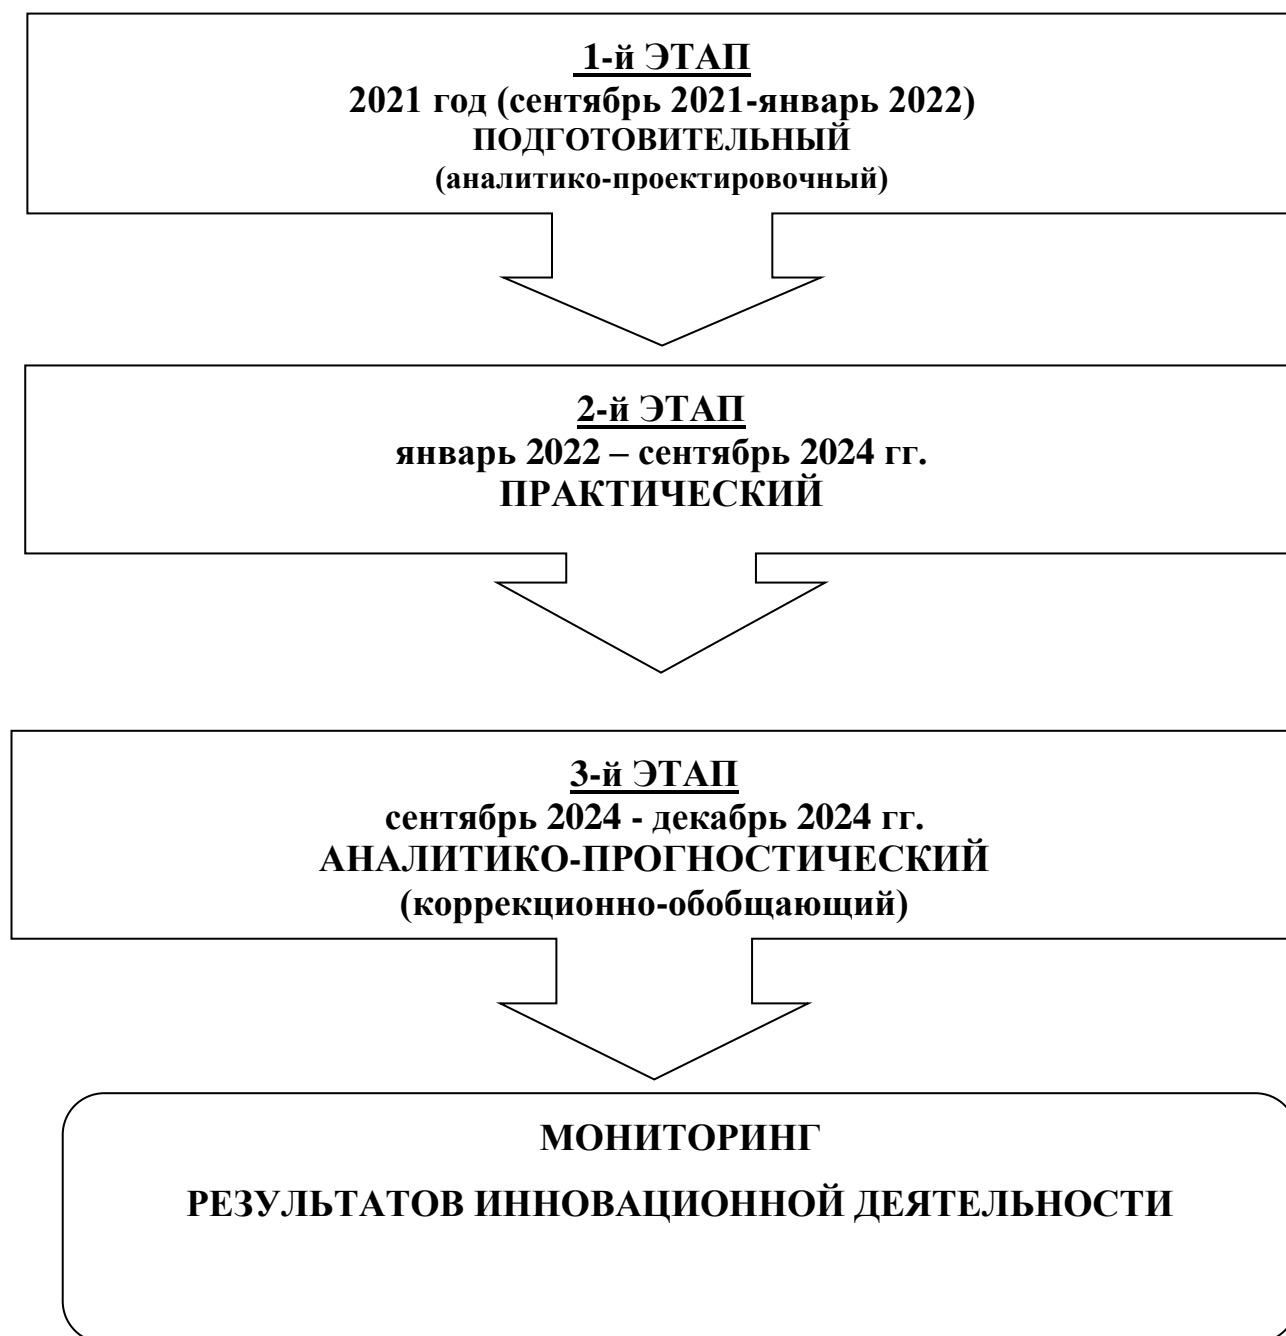 1-й ЭТАП
2021 год (сентябрь 2021-январь 2022)
ПОДГОТОВИТЕЛЬНЫЙ
(аналитико-проектировочный)
2-й ЭТАП
январь 2022 – сентябрь 2024 гг.
ПРАКТИЧЕСКИЙ
3-й ЭТАП
сентябрь 2024 - декабрь 2024 гг.
АНАЛИТИКО-ПРОГНОСТИЧЕСКИЙ
(коррекционно-обобщающий)
МОНИТОРИНГ
РЕЗУЛЬТАТОВ ИННОВАЦИОННОЙ ДЕЯТЕЛЬНОСТИ